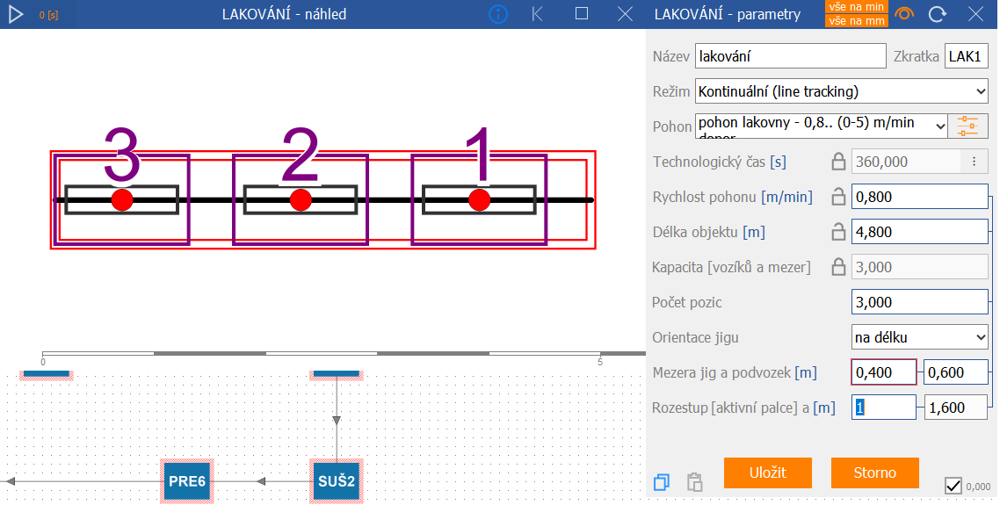 0 [s]
LAKOVÁNÍ - náhled
LAKOVÁNÍ - parametry
vše na min
vše na mm
Název
lakování
Zkratka
LAK1
Režim
Kontinuální (line tracking)
Pohon
pohon lakovny - 0,8.. (0-5) m/min
dopor
Technologický čas [s]
360,000
Rychlost pohonu [m/min]
0,800
Délka objektu [m]
4,800
Kapacita [vozíků a mezer]
3,000
Počet pozic
3,000
Orientace jigu
na délku
Mezera jig a podvozek [m]
0,400
0,600
Rozestup [aktivní palce] a [m]
1
1,600
Uložit
Storno
0,000
3
2
1
0
5
PRE6
SUŠ2